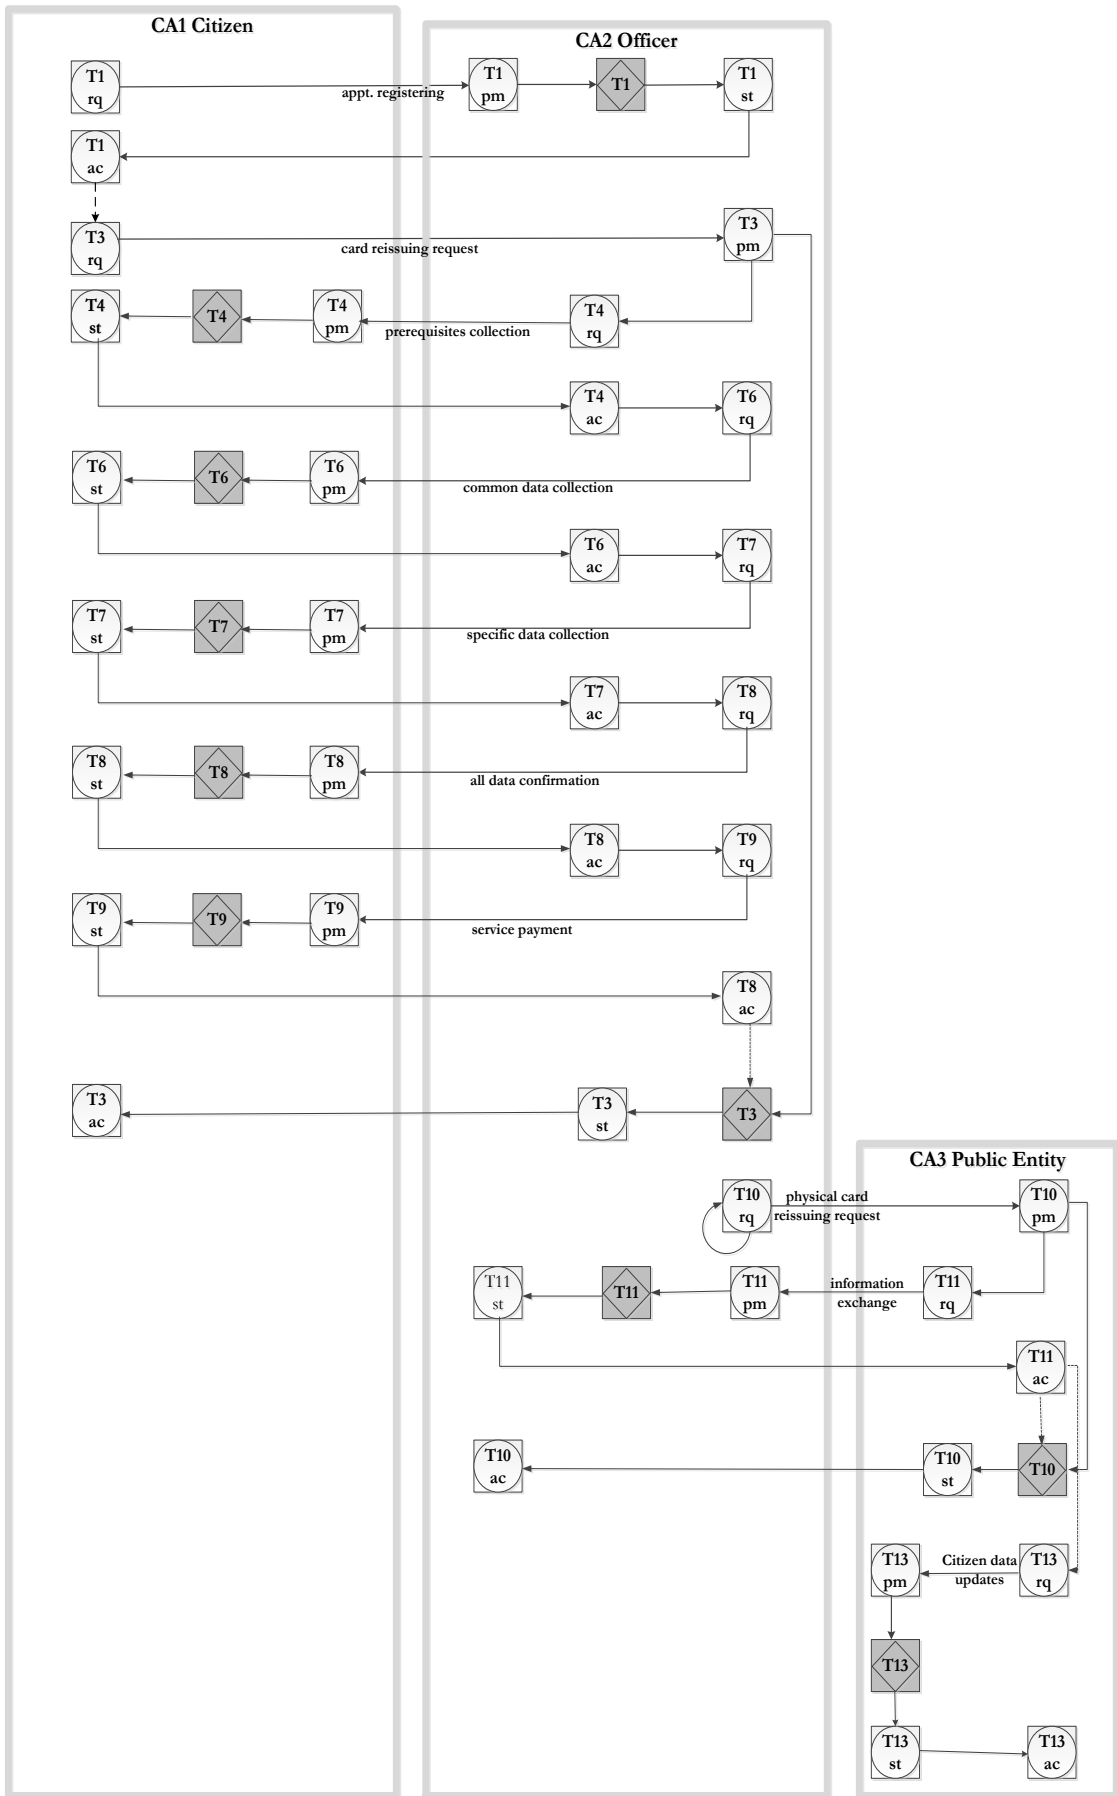 CA1 Citizen
CA2 Officer
T1
rq
appt. registering
T1
pm
T1
T1
st
T1
ac
T3
rq
card reissuing request
T3
pm
T4
st
T4
T4
pm
prerequisites collection
T4
rq
T4
ac
T6
rq
T6
st
T6
T6
pm
common data collection
T6
ac
T7
rq
T7
st
T7
T7
pm
specific data collection
T7
ac
T8
rq
T8
st
T8
T8
pm
all data confirmation
T8
ac
T9
rq
T9
st
T9
T9
pm
service payment
T8
ac
T3
ac
T3
st
T3
CA3 Public Entity
T10
rq
physical card
reissuing request
T10
pm
T11
st
T11
T11
pm
information
exchange
T11
rq
T11
ac
T10
ac
T10
st
T10
T13
pm
Citizen data
updates
T13
rq
T13
T13
st
T13
ac